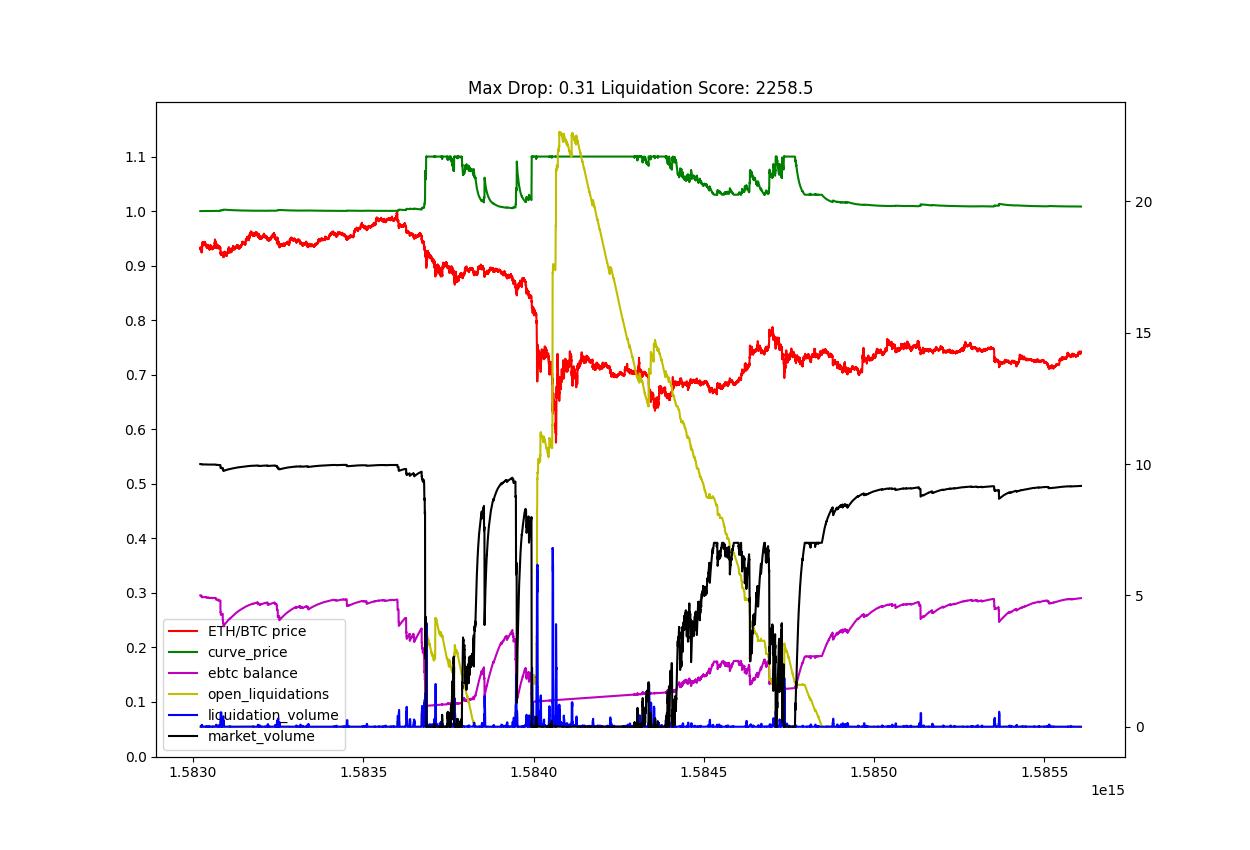 Max Drop: 0.31 Liquidation Score: 2258.5
1.1
1.0
0.9
0.8
0.7
0.6
0.5
0.4
0.3
0.2
0.1
0.0
20
15
10
5
0
ETH/BTC price
curve_price
ebtc balance
open_liquidations
liquidation_volume
market_volume
1.5830 1.5835 1.5840 1.5845 1.5850 1.5855
1e15